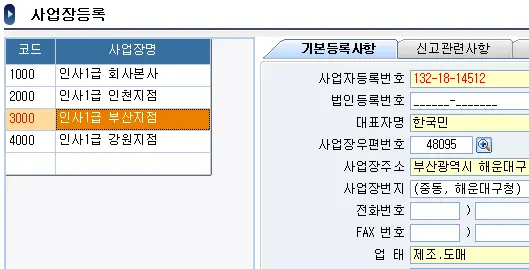 사업장등록
코드 사업장명
1000 인사1급 회사본사
2000 인사1급 인천지점
3000 인사1급 부산지점
4000 인사1급 강원지점
기본등록사항 신고관련사항
사업자등록번호 132-18-14512
법인등록번호 ______-_______
대표자명 한국민
사업장우편번호 48095
사업장주소 부산광역시 해운대구
사업장번지 (중동, 해운대구청)
전화번호 )
FAX 번호 )
업 태 제조.도매